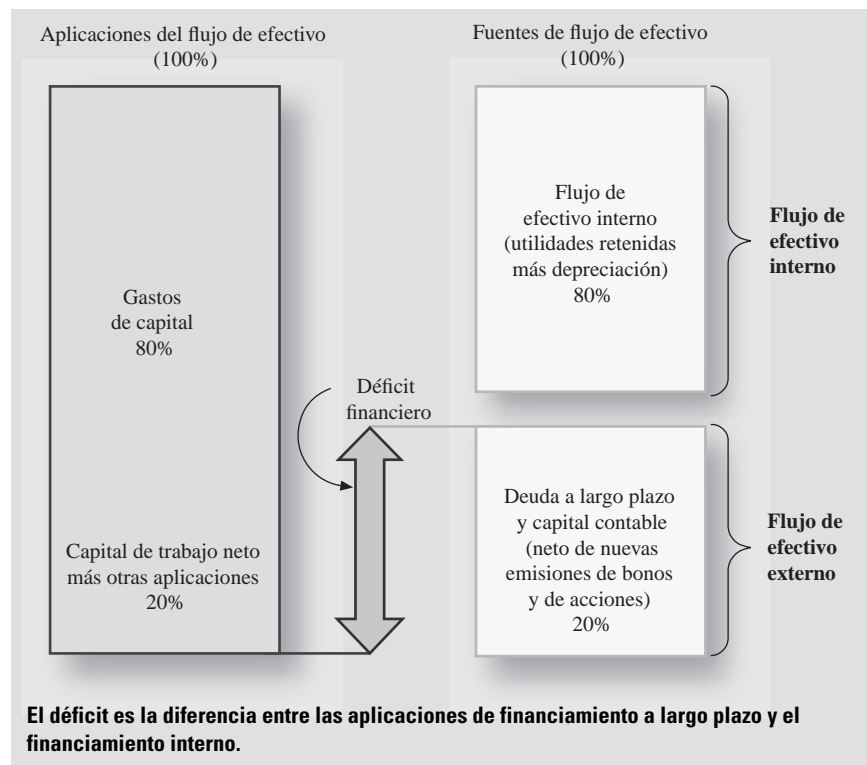 Aplicaciones del flujo de efectivo
(100%)
Fuentes de flujo de efectivo
(100%)
Gastos
de capital
80%
Capital de trabajo neto
más otras aplicaciones
20%
Déficit
financiero
Flujo de
efectivo interno
(utilidades retenidas
más depreciación)
80%
Flujo de
efectivo
interno
Deuda a largo plazo
y capital contable
(neto de nuevas
emisiones de bonos
y de acciones)
20%
Flujo de
efectivo
externo
El déficit es la diferencia entre las aplicaciones de financiamiento a largo plazo y el
financiamiento interno.